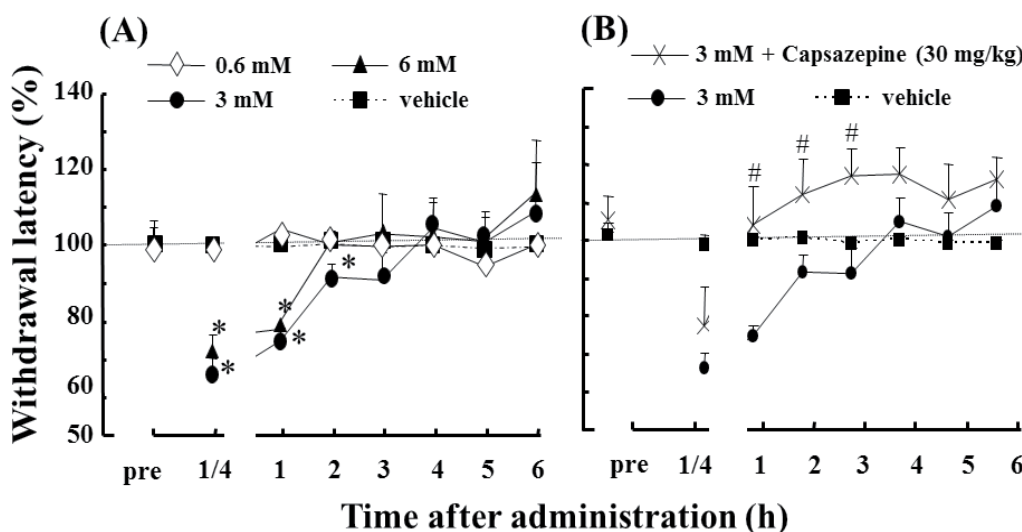 (A)
0.6 mM
6 mM
3 mM
vehicle
(B)
3 mM + Capsazepine (30 mg/kg)
3 mM
vehicle
Withdrawal latency (%)
140
120
110
100
80
60
50
*
*
*
*
*
#
#
#
pre
1/4
1
2
3
4
5
6
pre
1/4
1
2
3
4
5
6
Time after administration (h)